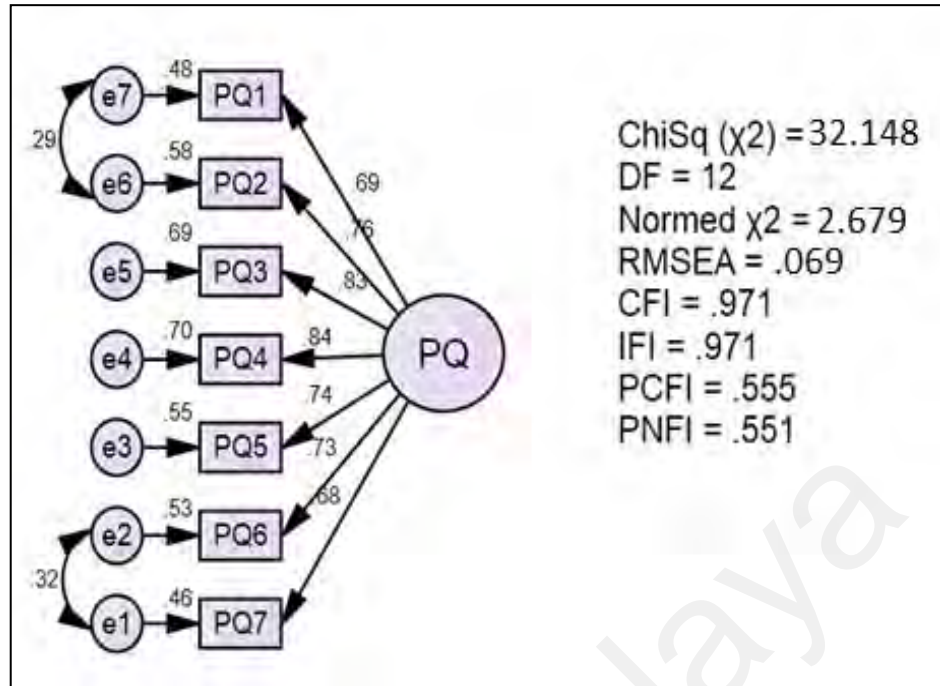 .48
e7
PQ1
.29
.58
e6
PQ2
.69
.69
e5
PQ3
.76
.83
.70
e4
PQ4
.84
PQ
.55
e3
PQ5
.74
.73
.53
e2
PQ6
.68
.32
.46
e1
PQ7
ChiSq (χ2) = 32.148
DF = 12
Normed χ2 = 2.679
RMSEA = .069
CFI = .971
IFI = .971
PCFI = .555
PNFI = .551
laya